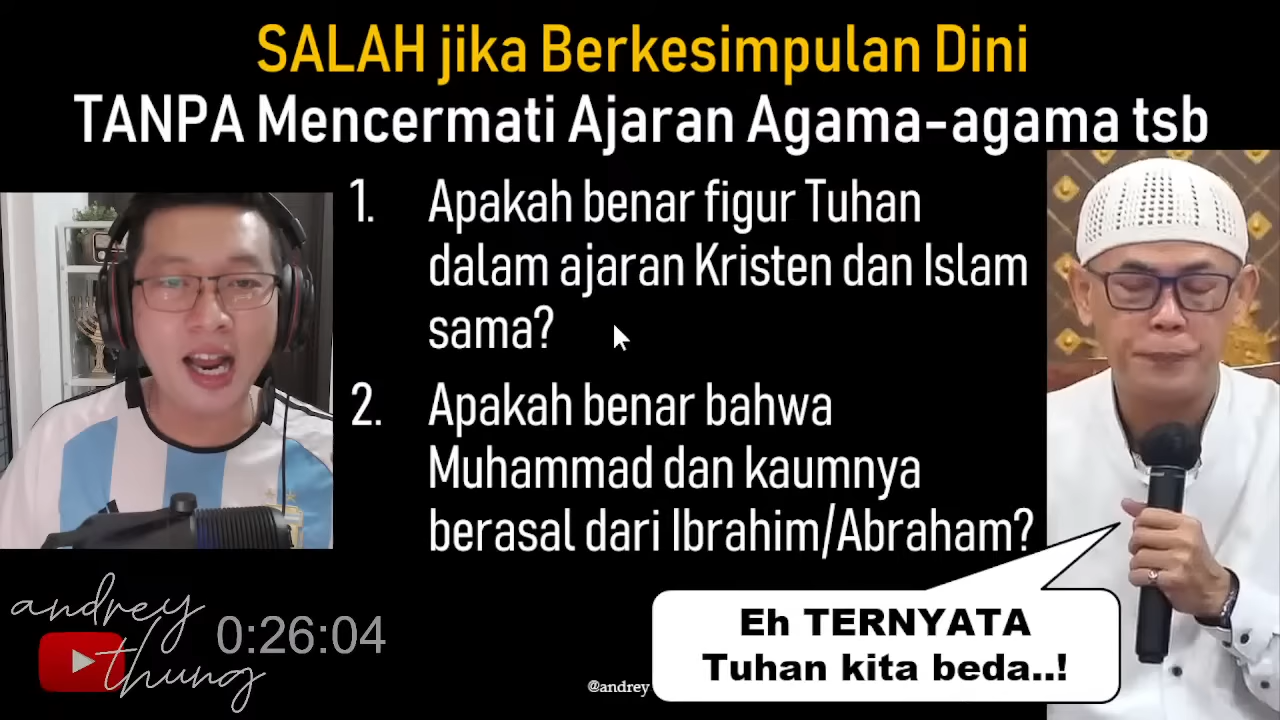 SALAH jika Berkesimpulan Dini
TANPA Mencermati Ajaran Agama-agama tsb
1. Apakah benar figur Tuhan
dalam ajaran Kristen dan Islam
sama?
2. Apakah benar bahwa
Muhammad dan kaumnya
berasal dari Ibrahim/Abraham?
Eh TERNYATA
Tuhan kita beda..!
andrey
thung
0:26:04
@andrey